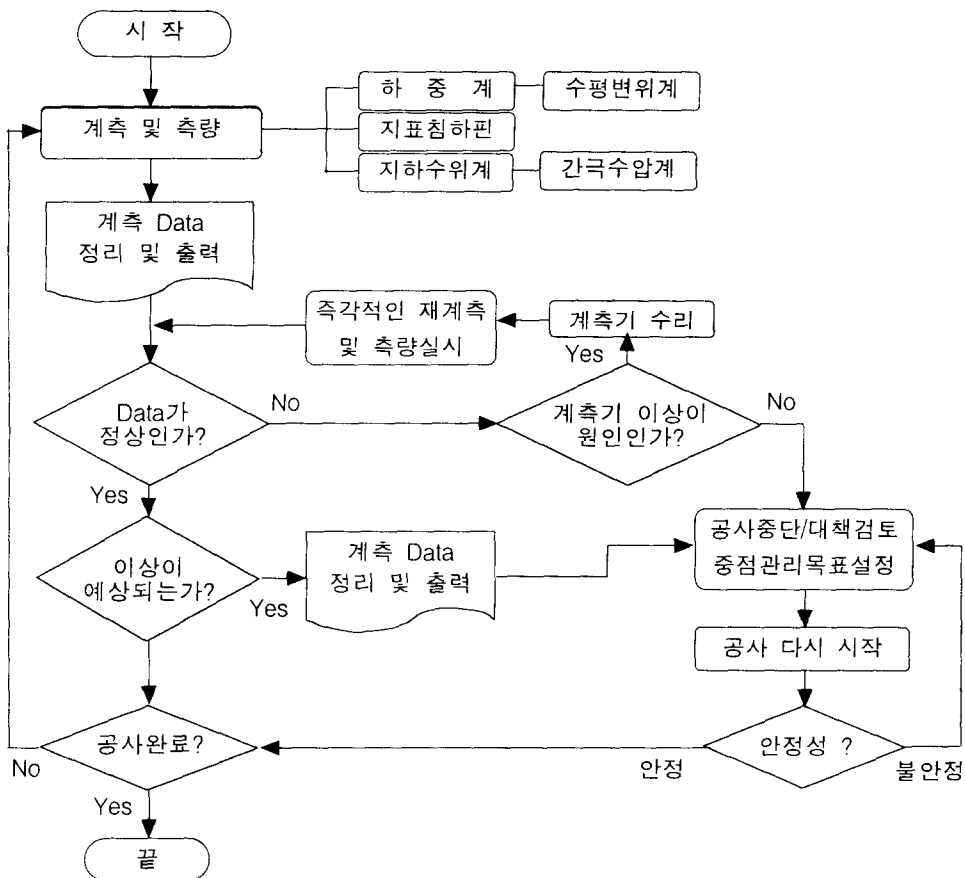 시 작
하 중 계
수평변위계
계측 및 측량
지표침하핀
지하수위계
간극수압계
계측 Data
정리 및 출력
즉각적인 재계측
및 측량실시
계측기 수리
Yes
Data가
정상인가?
No
계측기 이상이
원인인가?
No
Yes
공사중단/대책검토
중점관리목표설정
이상이
예상되는가?
Yes
계측 Data
정리 및 출력
공사 다시 시작
공사완료?
No
안정성 ?
안정
불안정
Yes
끝